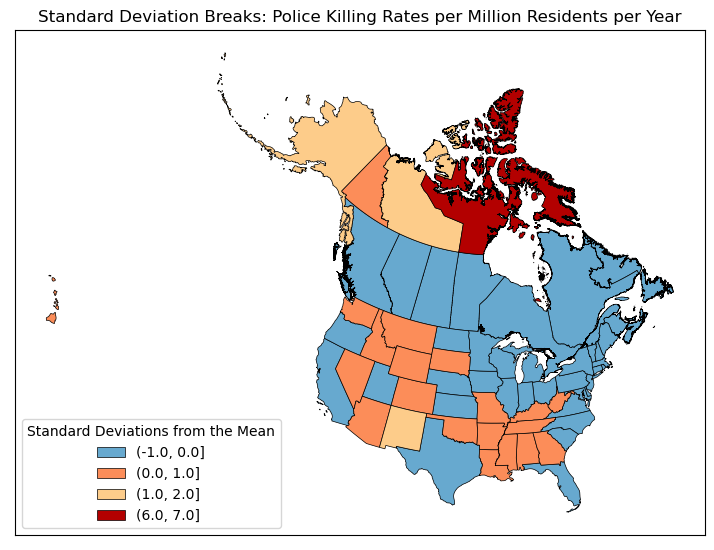 Standard Deviation Breaks: Police Killing Rates per Million Residents per Year
Standard Deviations from the Mean
(-1.0, 0.0]
(0.0, 1.0]
(1.0, 2.0]
(6.0, 7.0]